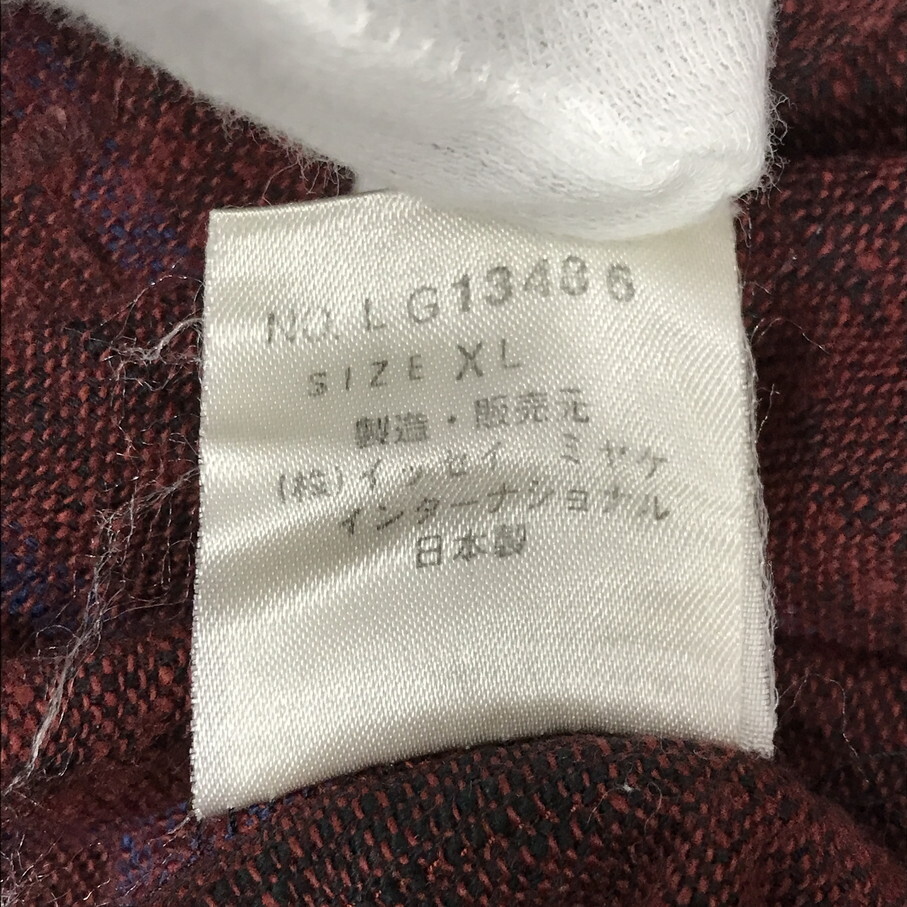 NO. LG13486
SIZE XL
製造・販売元
(株)イッセイ ミヤケ
インターナショナル
日本製